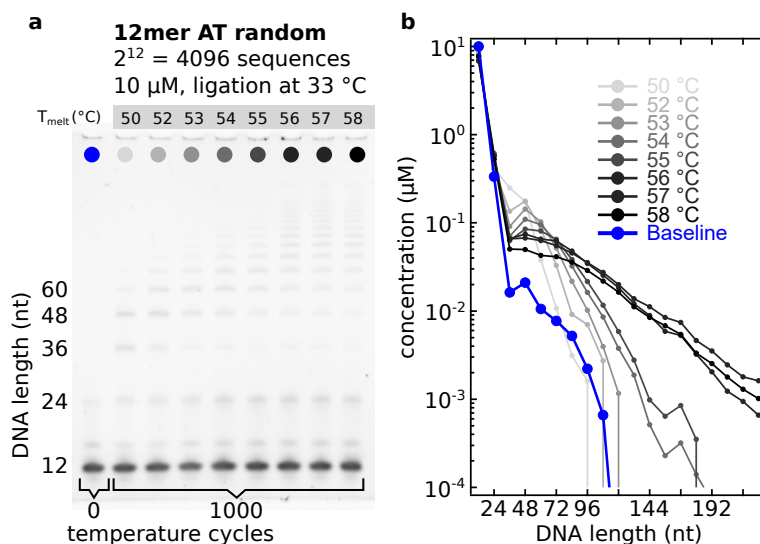 a
12mer AT random
2¹² = 4096 sequences
10 µM, ligation at 33 °C
Tmelt(°C) 50 52 53 54 55 56 57 58
DNA length (nt)
60
48
36
24
12
0 1000
temperature cycles
b
concentration (µM)
10¹
10⁰
10⁻¹
10⁻²
10⁻³
10⁻⁴
50 °C
52 °C
53 °C
54 °C
55 °C
56 °C
57 °C
58 °C
Baseline
24 48 72 96 144 192
DNA length (nt)